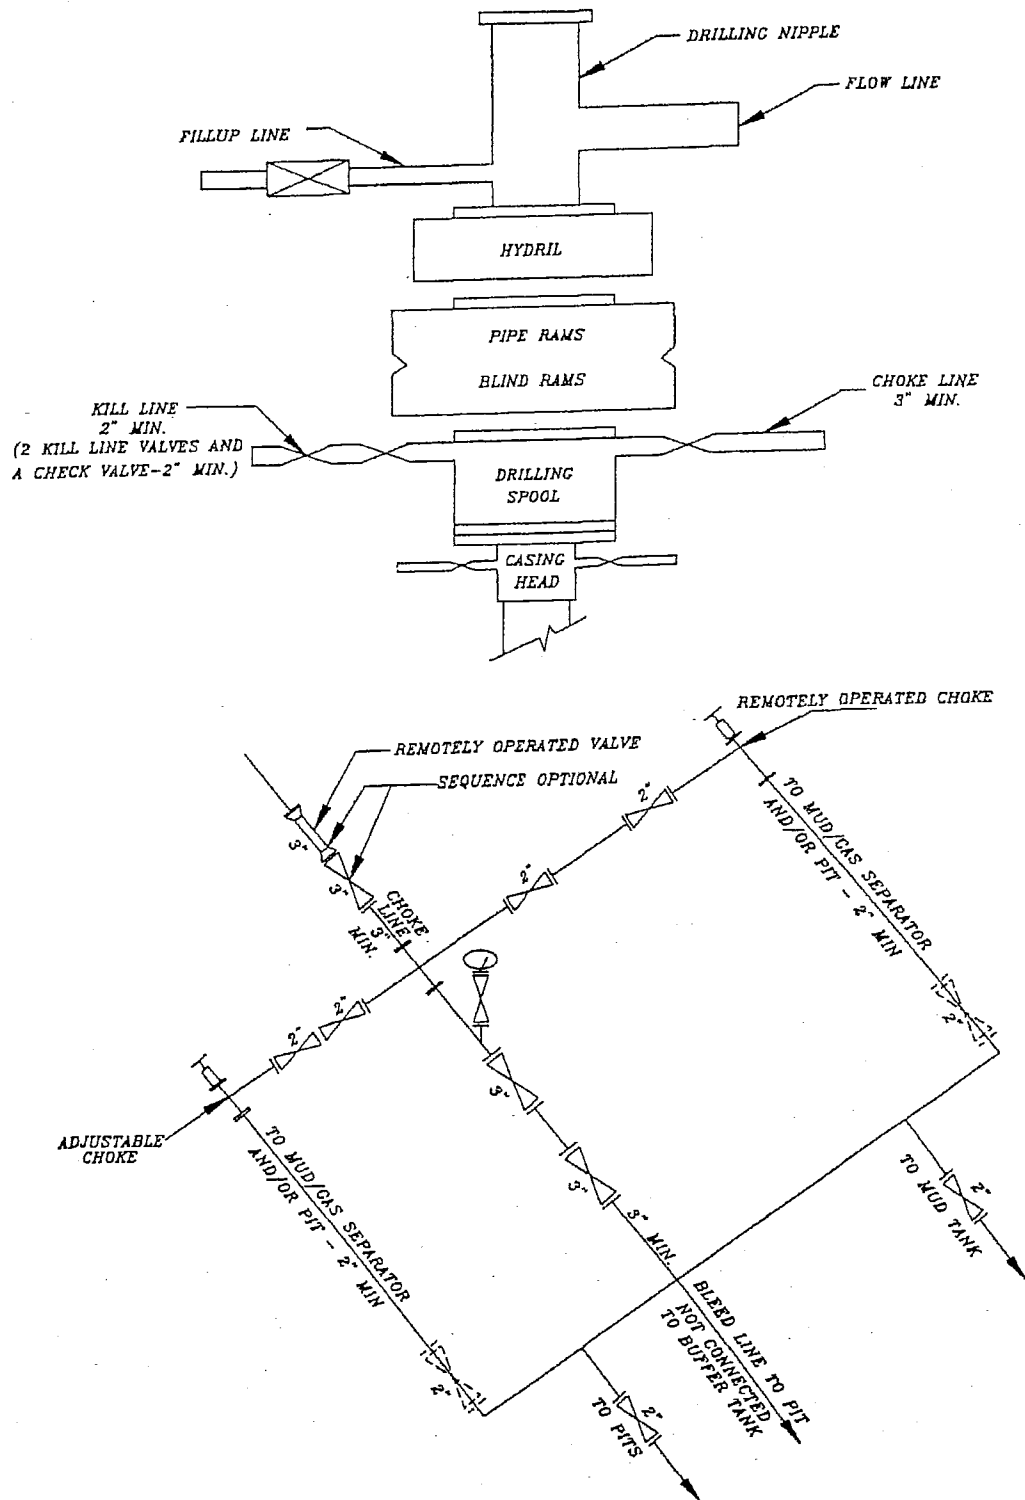 DRILLING NIPPLE
FLOW LINE
FILLUP LINE
HYDRIL
PIPE RAMS
BLIND RAMS
CHOKE LINE
3" MIN.
KILL LINE
2" MIN.
(2 KILL LINE VALVES AND
A CHECK VALVE-2" MIN.)
DRILLING
SPOOL
CASING
HEAD
REMOTELY OPERATED CHOKE
REMOTELY OPERATED VALVE
SEQUENCE OPTIONAL
3"
3"
CHOKE
LINE
3"
MIN.
2"
2"
2"
2"
TO MUD/GAS SEPARATOR
AND/OR PIT - 2" MIN
2"
3"
3"
3" MIN.
ADJUSTABLE
CHOKE
TO MUD/GAS SEPARATOR
AND/OR PIT - 2" MIN
2"
2"
TO MUD TANK
BLEED LINE TO PIT
NOT CONNECTED
TO BUFFER TANK
2"
TO PITS